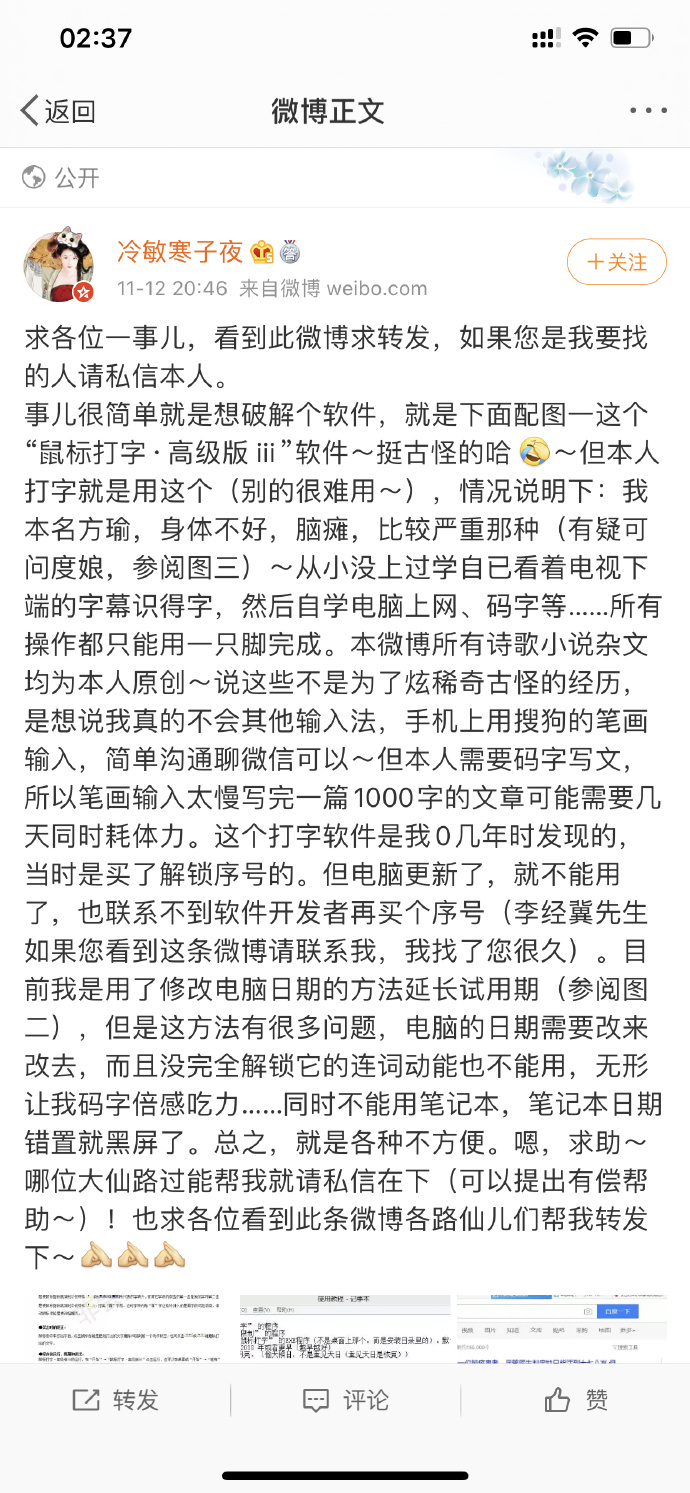 02:37
返回
微博正文
公开
冷敏寒子夜
11-12 20:46 来自微博 weibo.com
+关注
求各位一事儿，看到此微博求转发，如果您是我要找
的人请私信本人。
事儿很简单就是想破解个软件，就是下面配图一这个
“鼠标打字·高级版 iii”软件～挺古怪的哈🤣～但本人
打字就是用这个（别的很难用～），情况说明下：我
本名方瑜，身体不好，脑瘫，比较严重那种（有疑可
问度娘，参阅图三）～从小没上过学自已看着电视下
端的字幕识得字，然后自学电脑上网、码字等......所有
操作都只能用一只脚完成。本微博所有诗歌小说杂文
均为本人原创～说这些不是为了炫稀奇古怪的经历，
是想说我真的不会其他输入法，手机上用搜狗的笔画
输入，简单沟通聊微信可以～但本人需要码字写文，
所以笔画输入太慢写完一篇1000字的文章可能需要几
天同时耗体力。这个打字软件是我0几年时发现的，
当时是买了解锁序号的。但电脑更新了，就不能用
了，也联系不到软件开发者再买个序号（李经冀先生
如果您看到这条微博请联系我，我找了您很久）。目
前我是用了修改电脑日期的方法延长试用期（参阅图
二），但是这方法有很多问题，电脑的日期需要改来
改去，而且没完全解锁它的连词动能也不能用，无形
让我码字倍感吃力......同时不能用笔记本，笔记本日期
错置就黑屏了。总之，就是各种不方便。嗯，求助～
哪位大仙路过能帮我就请私信在下（可以提出有偿帮
助～）！也求各位看到此条微博各路仙儿们帮我转发
下～
使用教程 - 记事本
帮助(H)
百度一下
转发
评论
赞